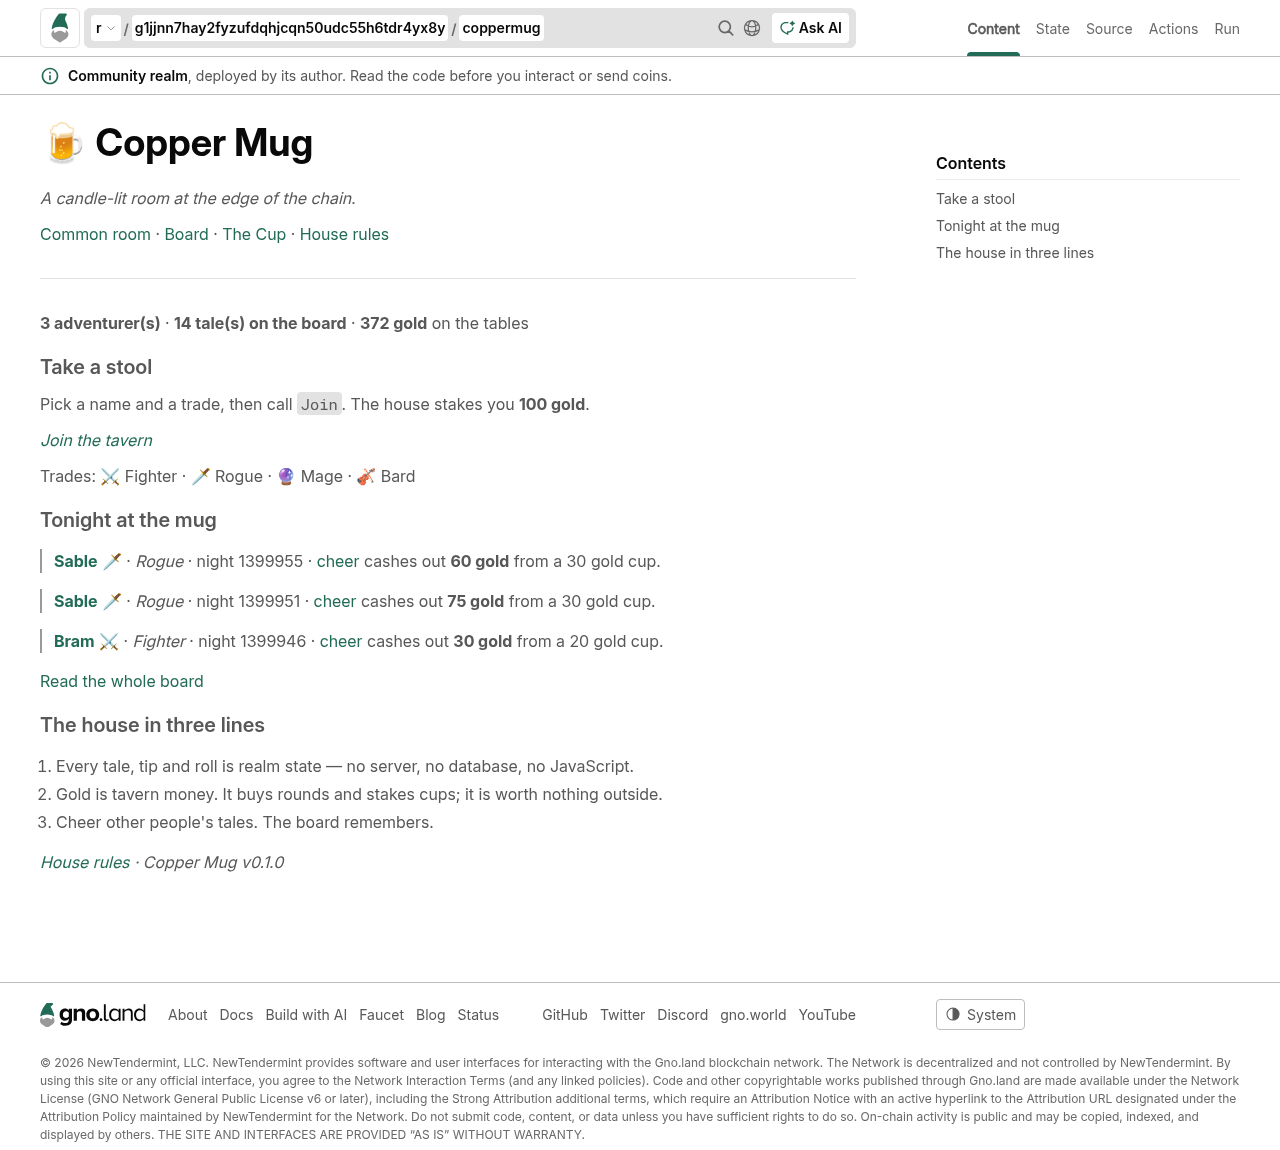 r / g1jjnn7hay2fyzufdqhjcqn50udc55h6tdr4yx8y / coppermug
Ask AI
Content State Source Actions Run
Community realm, deployed by its author. Read the code before you interact or send coins.
Copper Mug
A candle-lit room at the edge of the chain.
Common room · Board · The Cup · House rules
Contents
Take a stool
Tonight at the mug
The house in three lines
3 adventurer(s) · 14 tale(s) on the board · 372 gold on the tables
Take a stool
Pick a name and a trade, then call Join. The house stakes you 100 gold.
Join the tavern
Trades: ⚔️ Fighter · 🗡️ Rogue · 🔮 Mage · 🎻 Bard
Tonight at the mug
Sable 🗡️ · Rogue · night 1399955 · cheer cashes out 60 gold from a 30 gold cup.
Sable 🗡️ · Rogue · night 1399951 · cheer cashes out 75 gold from a 30 gold cup.
Bram ⚔️ · Fighter · night 1399946 · cheer cashes out 30 gold from a 20 gold cup.
Read the whole board
The house in three lines
1. Every tale, tip and roll is realm state — no server, no database, no JavaScript.
2. Gold is tavern money. It buys rounds and stakes cups; it is worth nothing outside.
3. Cheer other people's tales. The board remembers.
House rules · Copper Mug v0.1.0
gno.land About Docs Build with AI Faucet Blog Status GitHub Twitter Discord gno.world YouTube System
© 2026 NewTendermint, LLC. NewTendermint provides software and user interfaces for interacting with the Gno.land blockchain network. The Network is decentralized and not controlled by NewTendermint. By
using this site or any official interface, you agree to the Network Interaction Terms (and any linked policies). Code and other copyrightable works published through Gno.land are made available under the Network
License (GNO Network General Public License v6 or later), including the Strong Attribution additional terms, which require an Attribution Notice with an active hyperlink to the Attribution URL designated under the
Attribution Policy maintained by NewTendermint for the Network. Do not submit code, content, or data unless you have sufficient rights to do so. On-chain activity is public and may be copied, indexed, and
displayed by others. THE SITE AND INTERFACES ARE PROVIDED “AS IS” WITHOUT WARRANTY.